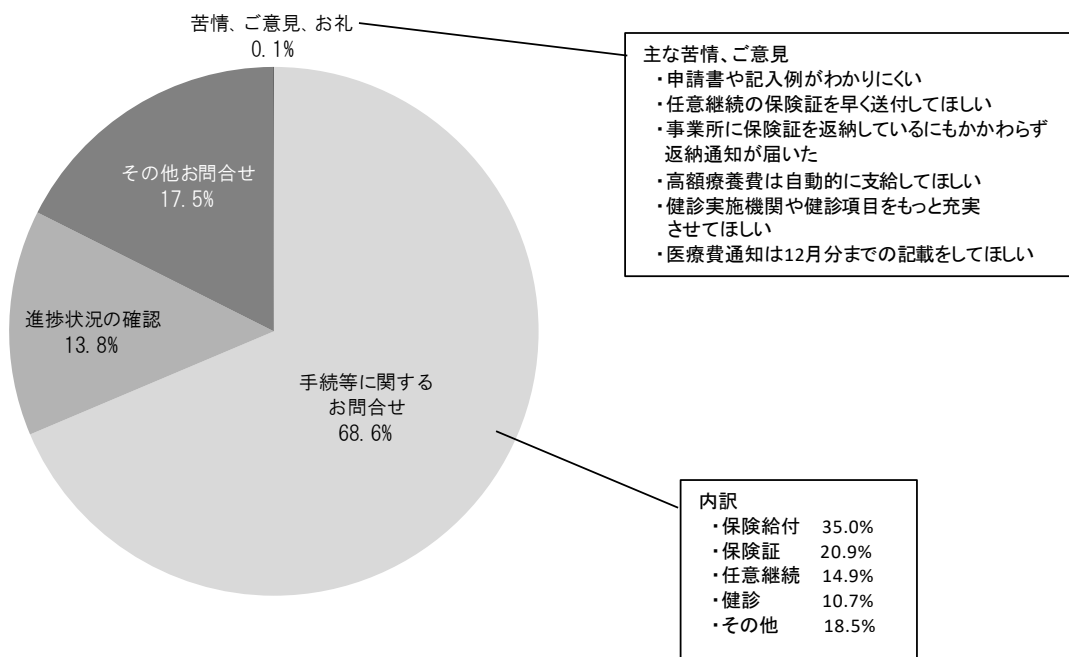 苦情、ご意見、お礼
0.1%
主な苦情、ご意見
・申請書や記入例がわかりにくい
・任意継続の保険証を早く送付してほしい
・事業所に保険証を返納しているにもかかわらず
返納通知が届いた
・高額療養費は自動的に支給してほしい
・健診実施機関や健診項目をもっと充実
させてほしい
・医療費通知は12月分までの記載をしてほしい
その他お問合せ
17.5%
進捗状況の確認
13.8%
手続等に関する
お問合せ
68.6%
内訳
・保険給付 35.0%
・保険証 20.9%
・任意継続 14.9%
・健診 10.7%
・その他 18.5%